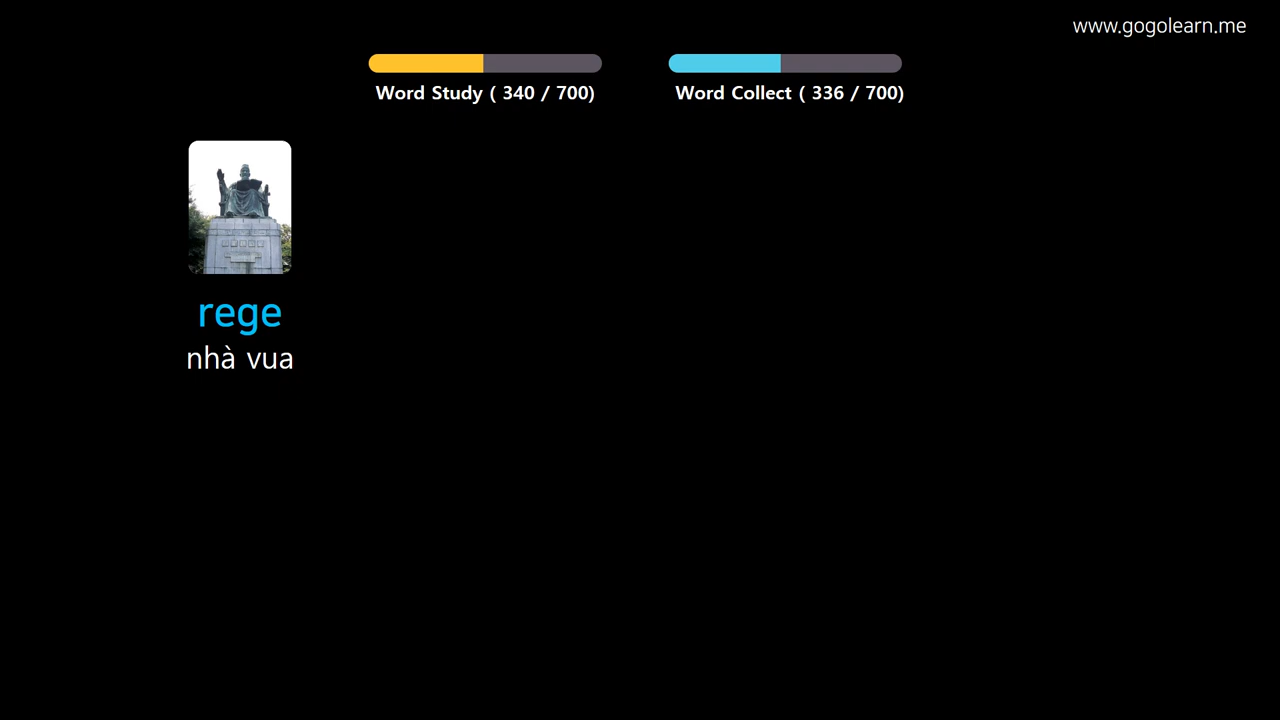 www.gogolearn.me
Word Study ( 340 / 700)
Word Collect ( 336 / 700)
rege
nhà vua